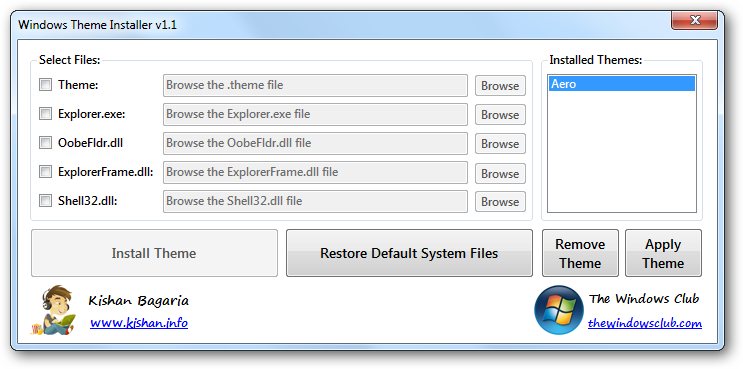 Windows Theme Installer v1.1
Select Files:
Theme: Browse the .theme file Browse
Explorer.exe: Browse the Explorer.exe file Browse
OobeFldr.dll Browse the OobeFldr.dll file Browse
ExplorerFrame.dll: Browse the ExplorerFrame.dll file Browse
Shell32.dll: Browse the Shell32.dll file Browse
Installed Themes:
Aero
Install Theme
Restore Default System Files
Remove
Theme
Apply
Theme
Kishan Bagaria
www.kishan.info
The Windows Club
thewindowsclub.com